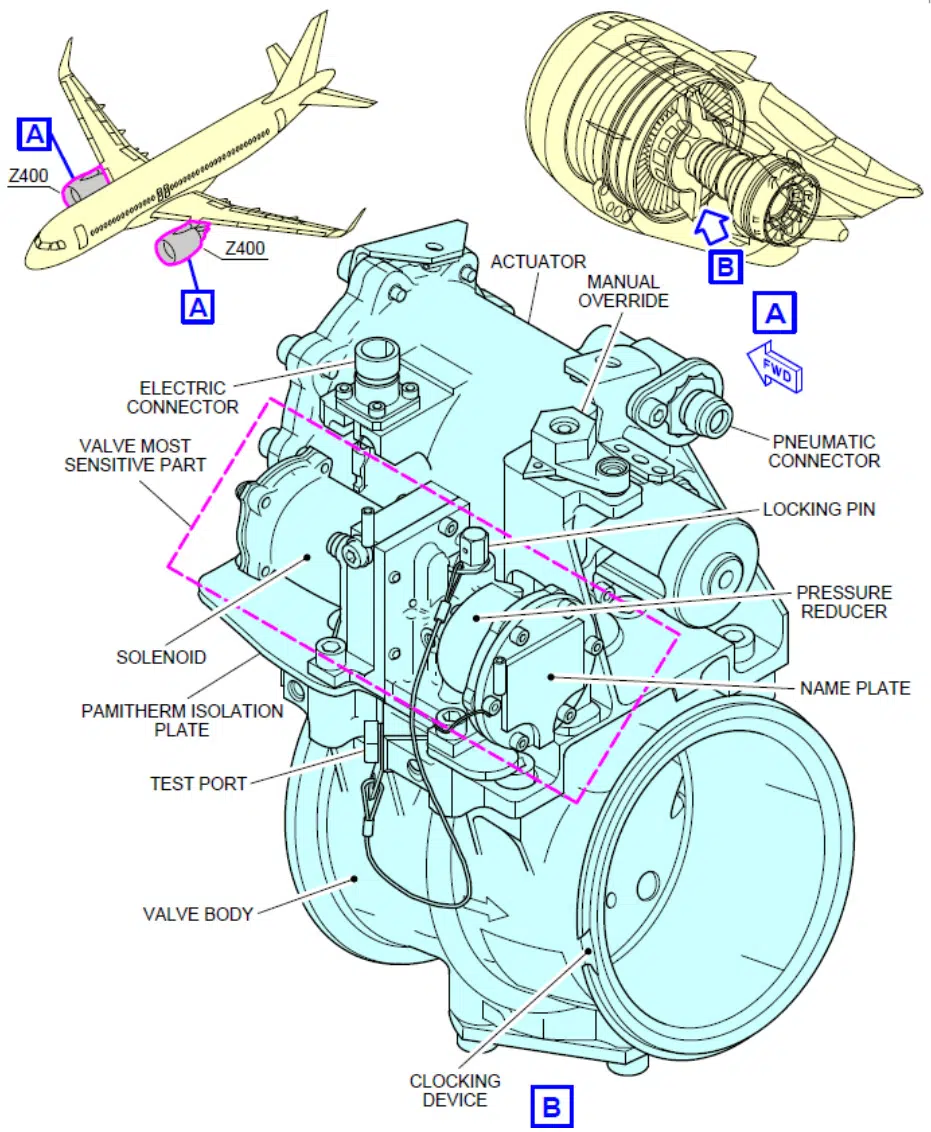 A
Z400
Z400
A
B
A
FWD
ACTUATOR
MANUAL
OVERRIDE
ELECTRIC
CONNECTOR
VALVE MOST
SENSITIVE PART
PNEUMATIC
CONNECTOR
LOCKING PIN
PRESSURE
REDUCER
SOLENOID
NAME PLATE
PAMITHERM ISOLATION
PLATE
TEST PORT
VALVE BODY
CLOCKING
DEVICE
B